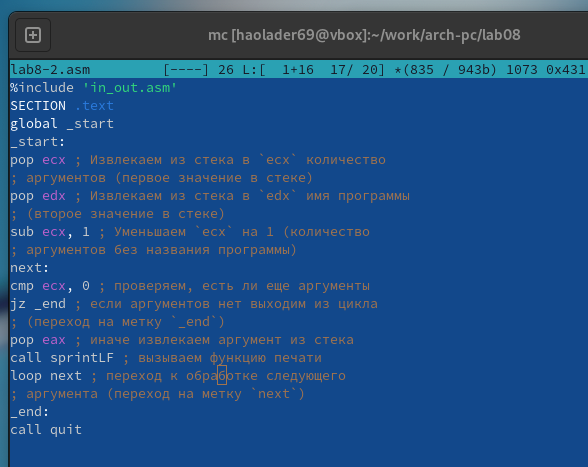 mc [haolader69@vbox]:~/work/arch-pc/lab08
lab8-2.asm [----] 26 L:[ 1+16 17/ 20] *(835 / 943b) 1073 0x431
%include 'in_out.asm'
SECTION .text
global _start
_start:
pop ecx ; Извлекаем из стека в `ecx` количество
; аргументов (первое значение в стеке)
pop edx ; Извлекаем из стека в `edx` имя программы
; (второе значение в стеке)
sub ecx, 1 ; Уменьшаем `ecx` на 1 (количество
; аргументов без названия программы)
next:
cmp ecx, 0 ; проверяем, есть ли еще аргументы
jz _end ; если аргументов нет выходим из цикла
; (переход на метку `_end`)
pop eax ; иначе извлекаем аргумент из стека
call sprintLF ; вызываем функцию печати
loop next ; переход к обработке следующего
; аргумента (переход на метку `next`)
_end:
call quit